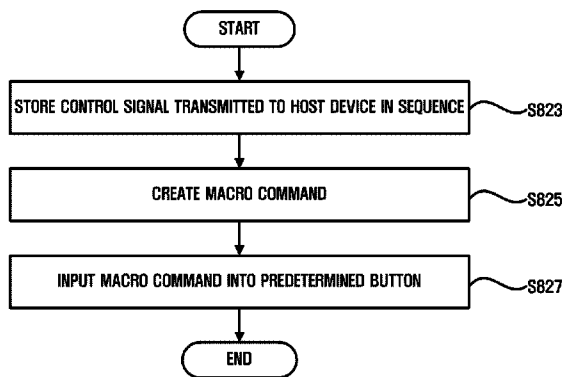 START
STORE CONTROL SIGNAL TRANSMITTED TO HOST DEVICE IN SEQUENCE
S823
CREATE MACRO COMMAND
S825
INPUT MACRO COMMAND INTO PREDETERMINED BUTTON
S827
END